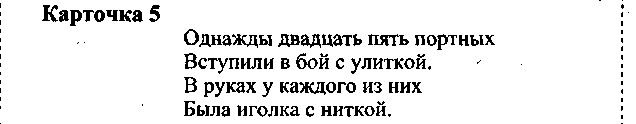 Карточка 5
Однажды двадцать пять портных
Вступили в бой с улиткой.
В руках у каждого из них
Была иголка с ниткой.